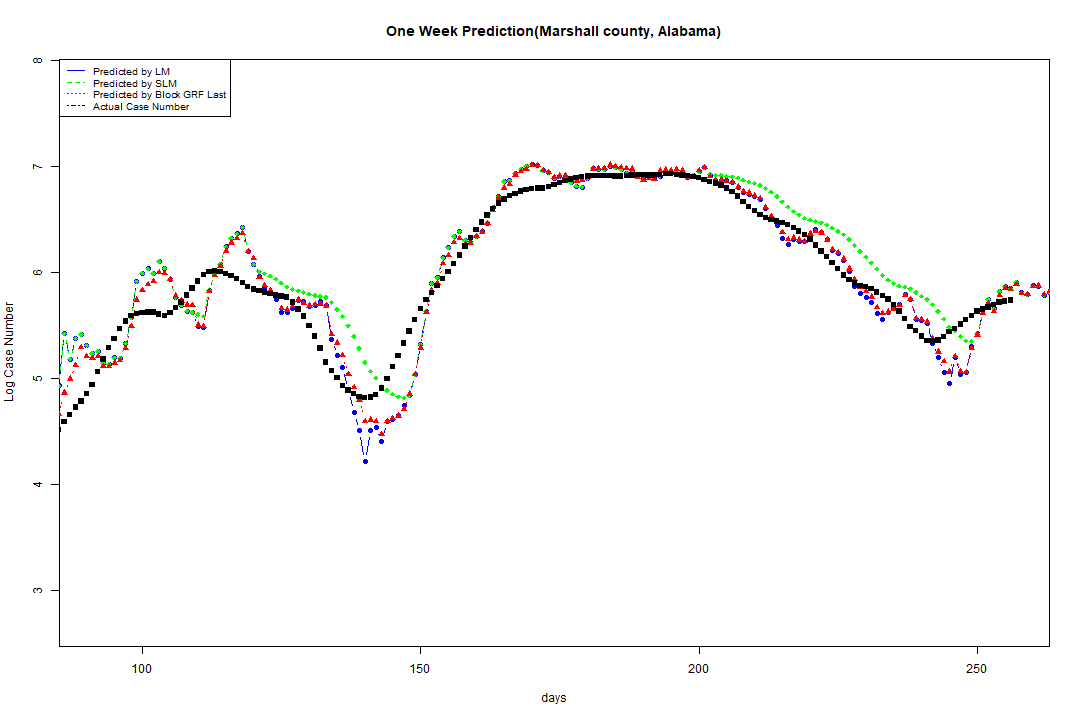 One Week Prediction(Marshall county, Alabama)
Predicted by LM
Predicted by SLM
Predicted by Block GRF Last
Actual Case Number
8
7
6
5
4
3
Log Case Number
100 150 200 250
days